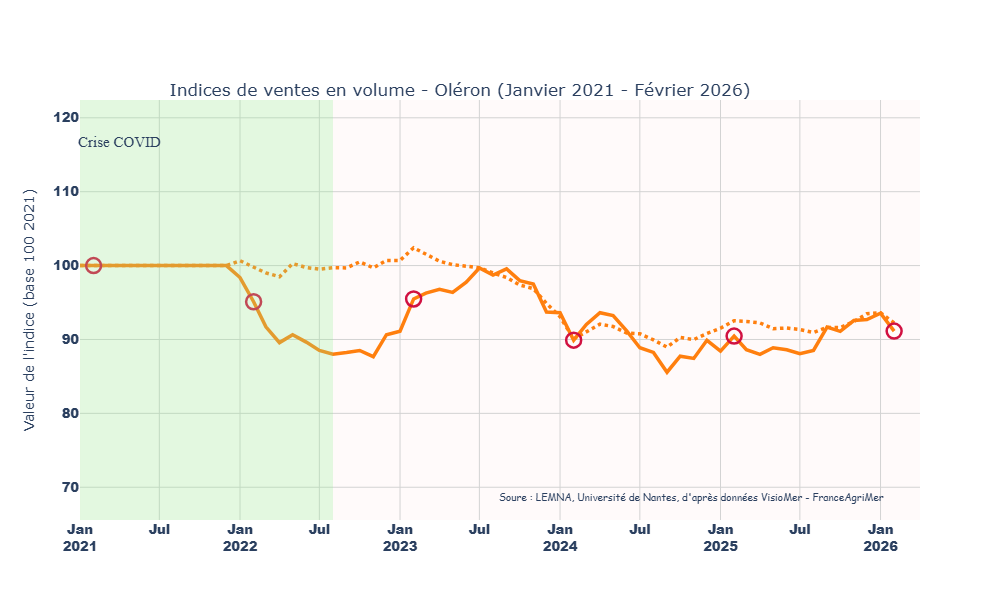 Indices de ventes en volume - Oléron (Janvier 2021 - Février 2026)
120
Crise COVID
110
100
90
80
70
Valeur de l'indice (base 100 2021)
Soure : LEMNA, Université de Nantes, d'après données VisioMer - FranceAgriMer
Jan Jul Jan Jul Jan Jul Jan Jul Jan Jul Jan
2021 2022 2023 2024 2025 2026